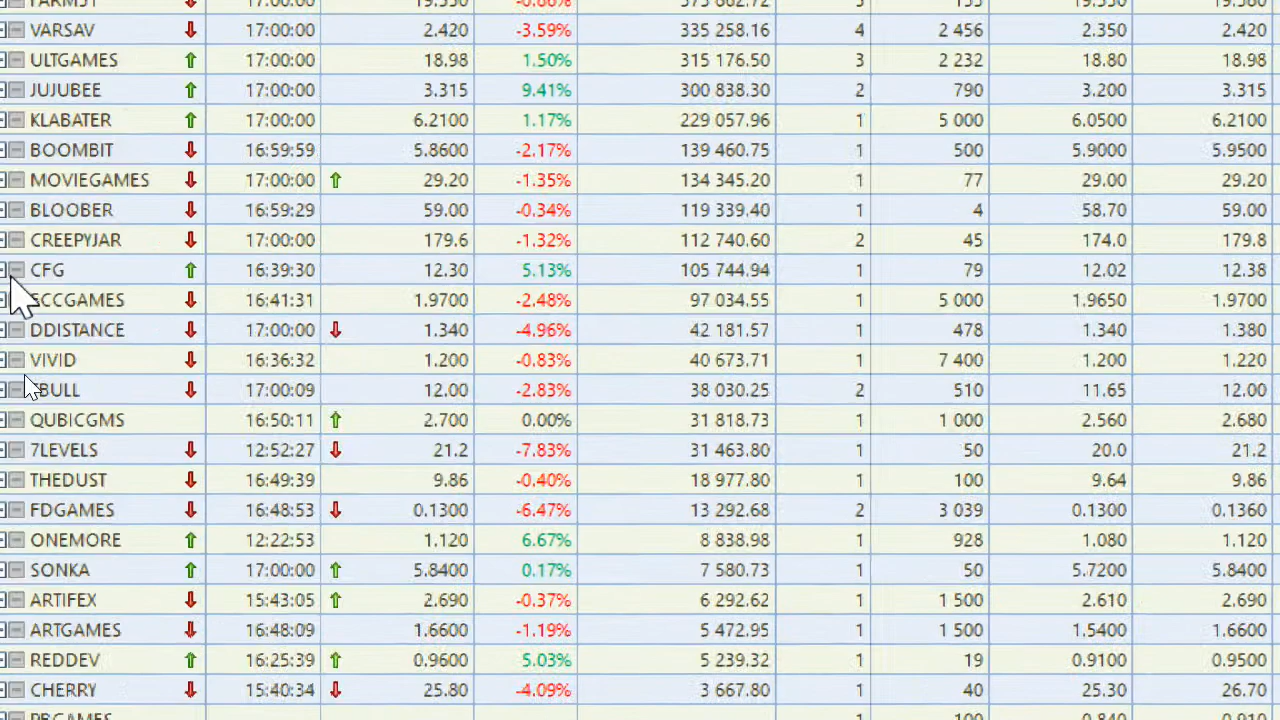 VARSAV 17:00:00 2.420 -3.59% 335 258.16 4 2 456 2.350 2.420
ULTGAMES 17:00:00 18.98 1.50% 315 176.50 3 2 232 18.80 18.98
JUJUBEE 17:00:00 3.315 9.41% 300 838.30 2 790 3.200 3.315
KLABATER 17:00:00 6.2100 1.17% 229 057.96 1 5 000 6.0500 6.2100
BOOMBIT 16:59:59 5.8600 -2.17% 139 460.75 1 500 5.9000 5.9500
MOVIEGAMES 17:00:00 29.20 -1.35% 134 345.20 1 77 29.00 29.20
BLOOBER 16:59:29 59.00 -0.34% 119 339.40 1 4 58.70 59.00
CREEPYJAR 17:00:00 179.6 -1.32% 112 740.60 2 45 174.0 179.8
CFG 16:39:30 12.30 5.13% 105 744.94 1 79 12.02 12.38
ECCGAMES 16:41:31 1.9700 -2.48% 97 034.55 1 5 000 1.9650 1.9700
DDISTANCE 17:00:00 1.340 -4.96% 42 181.57 1 478 1.340 1.380
VIVID 16:36:32 1.200 -0.83% 40 673.71 1 7 400 1.200 1.220
BULL 17:00:09 12.00 -2.83% 38 030.25 2 510 11.65 12.00
QUBICGMS 16:50:11 2.700 0.00% 31 818.73 1 1 000 2.560 2.680
7LEVELS 12:52:27 21.2 -7.83% 31 463.80 1 50 20.0 21.2
THEDUST 16:49:39 9.86 -0.40% 18 977.80 1 100 9.64 9.86
FDGAMES 16:48:53 0.1300 -6.47% 13 292.68 2 3 039 0.1300 0.1360
ONEMORE 12:22:53 1.120 6.67% 8 838.98 1 928 1.080 1.120
SONKA 17:00:00 5.8400 0.17% 7 580.73 1 50 5.7200 5.8400
ARTIFEX 15:43:05 2.690 -0.37% 6 292.62 1 1 500 2.610 2.690
ARTGAMES 16:48:09 1.6600 -1.19% 5 472.95 1 1 500 1.5400 1.6600
REDDEV 16:25:39 0.9600 5.03% 5 239.32 1 19 0.9100 0.9500
CHERRY 15:40:34 25.80 -4.09% 3 667.80 1 40 25.30 26.70